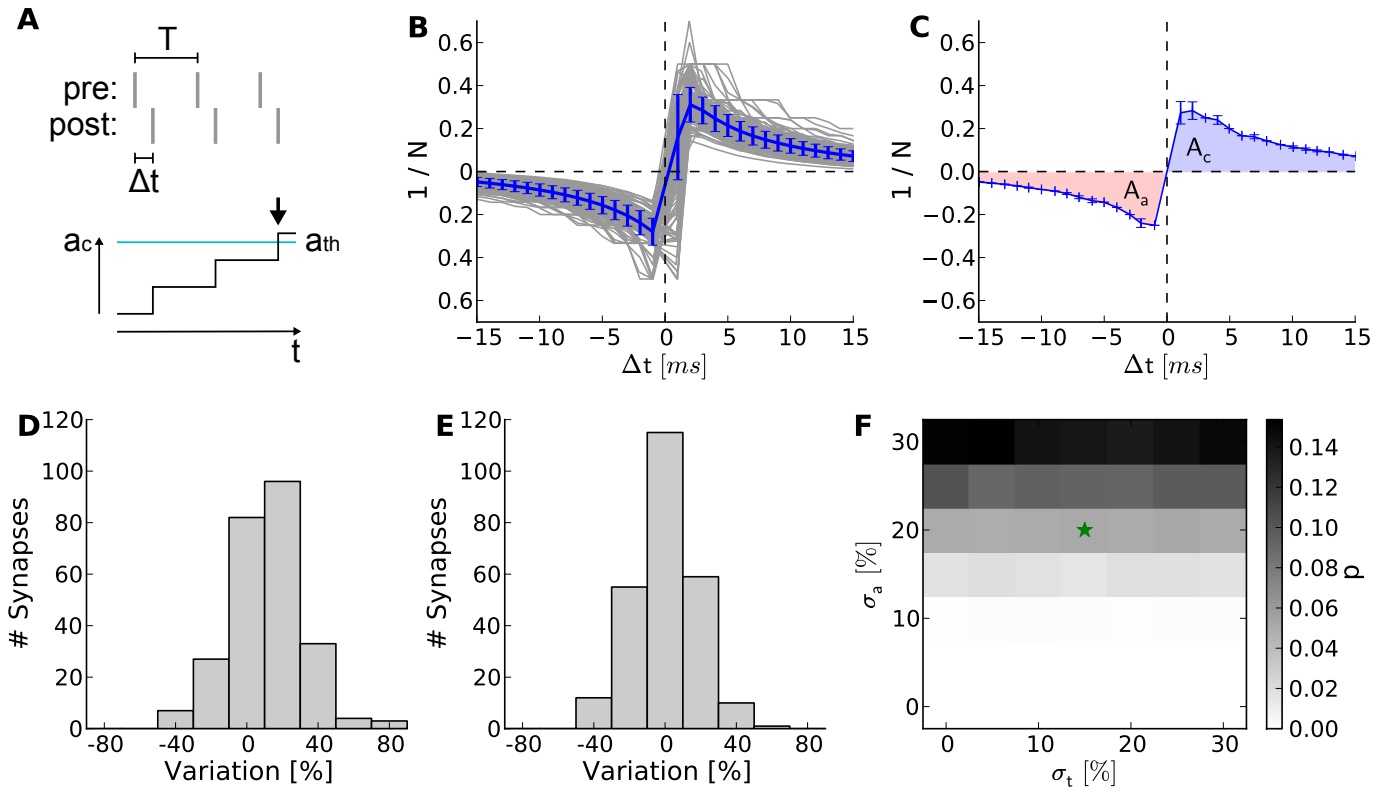 A
T
pre:
post:
Δt
ac
ath
t
B
0.6
0.4
0.2
0
0.2
−0.4
0.6
1 / N
−15
−10
−5
0
5
10
15
Δt [ms]
C
0.6
0.4
0.2
0.0
−0.2
−0.4
−0.6
1 / N
Ac
Aa
−15
−10
−5
0
5
10
15
Δt [ms]
D
120
100
80
60
40
20
0
# Synapses
-80
-40
0
40
80
Variation [%]
E
120
100
80
60
40
20
0
# Synapses
-80
-40
0
40
80
Variation [%]
F
30
20
10
0
σa [%]
0
10
20
30
σt [%]
0.14
0.12
0.10
0.08
0.06
0.04
0.02
0.00
p